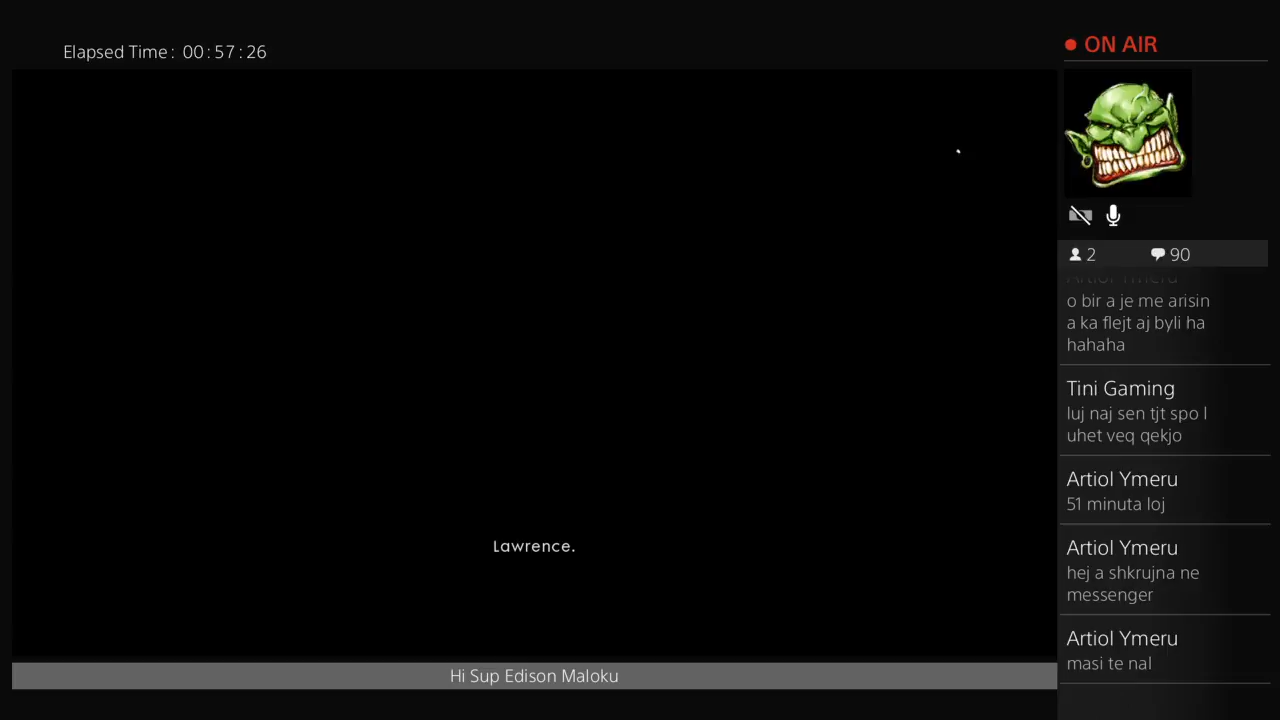 Elapsed Time: 00:57:26
ON AIR
2
90
Artiol Ymeru
o bir a je me arisin
a ka flejt aj byli ha
hahaha
Tini Gaming
luj naj sen tjt spo l
uhet veq qekjo
Artiol Ymeru
51 minuta loj
Artiol Ymeru
hej a shkrujna ne
messenger
Artiol Ymeru
masi te nal
Lawrence.
Hi Sup Edison Maloku